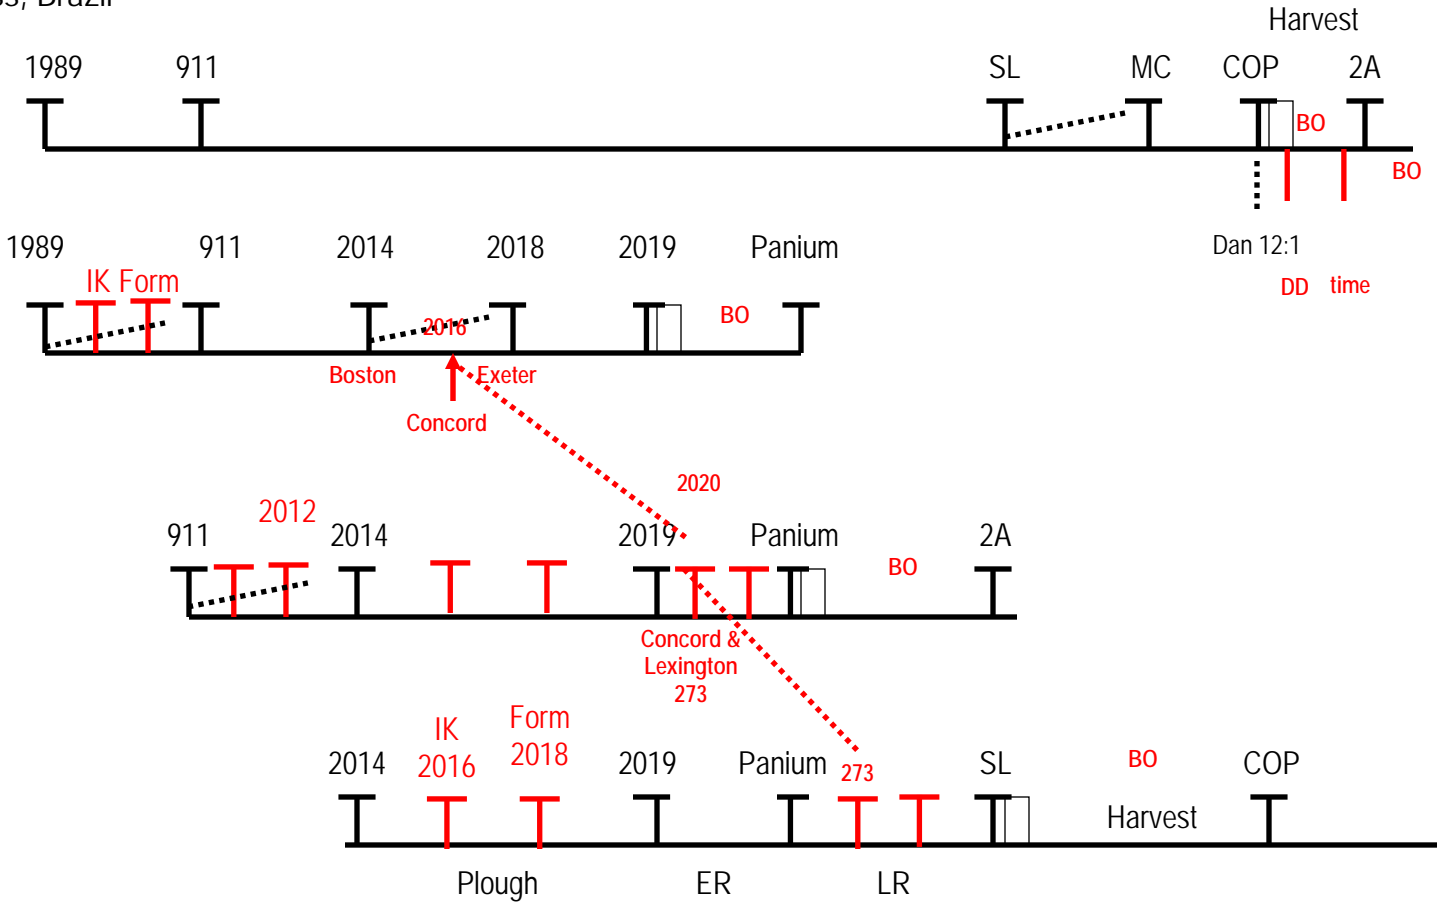 Brazil
Harvest
1989 911 SL MC COP 2A
BO
BO
1989 911 2014 2018 2019 Panium Dan 12:1
IK Form DD time
2016 BO
Boston Exeter
Concord
2020
2012
911 2014 2019 Panium 2A
BO
Concord &
Lexington
273
IK Form
2014 2016 2018 2019 Panium 273 SL BO COP
Harvest
Plough ER LR